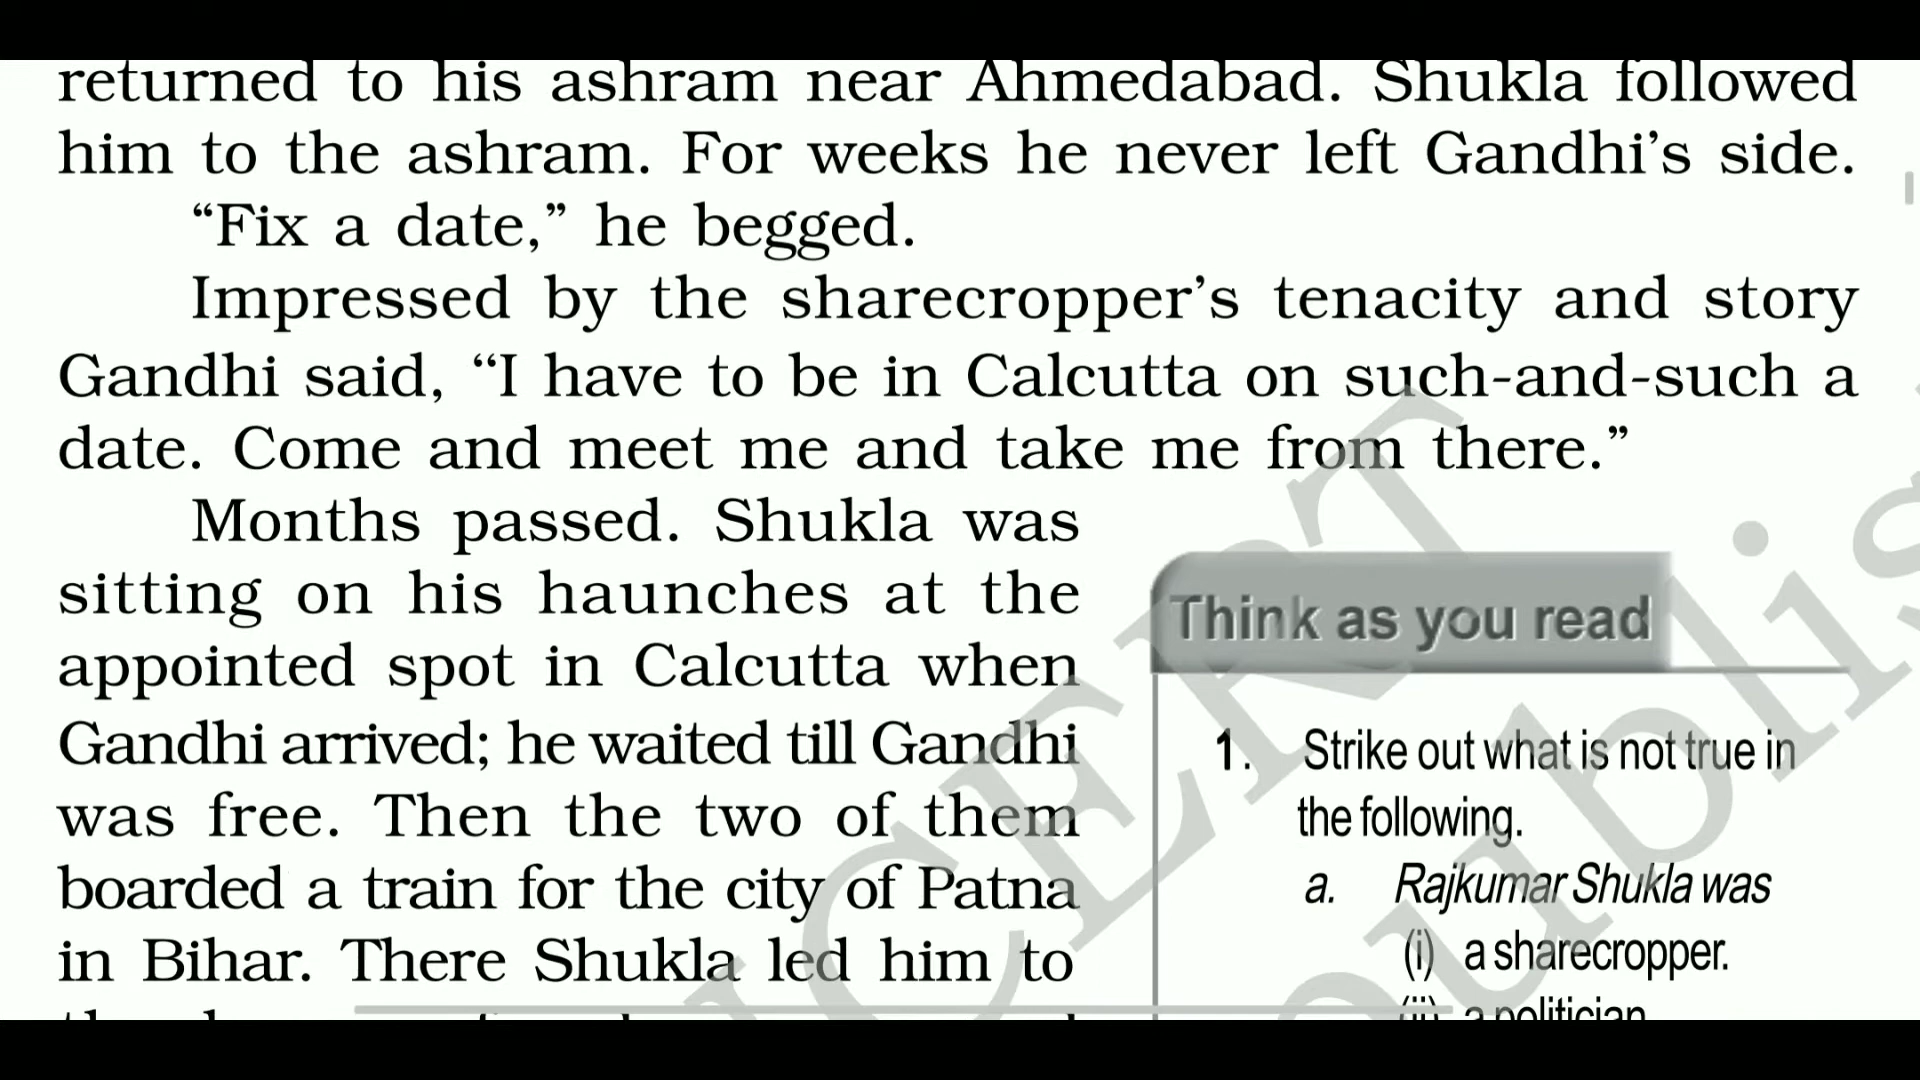 returned to his ashram near Ahmedabad. Shukla followed
him to the ashram. For weeks he never left Gandhi’s side.
“Fix a date,” he begged.
Impressed by the sharecropper’s tenacity and story
Gandhi said, “I have to be in Calcutta on such-and-such a
date. Come and meet me and take me from there.”
Months passed. Shukla was
sitting on his haunches at the
appointed spot in Calcutta when
Gandhi arrived; he waited till Gandhi
was free. Then the two of them
boarded a train for the city of Patna
in Bihar. There Shukla led him to
Think as you read
1. Strike out what is not true in
the following.
a. Rajkumar Shukla was
(i) a sharecropper.
(ii) a politician